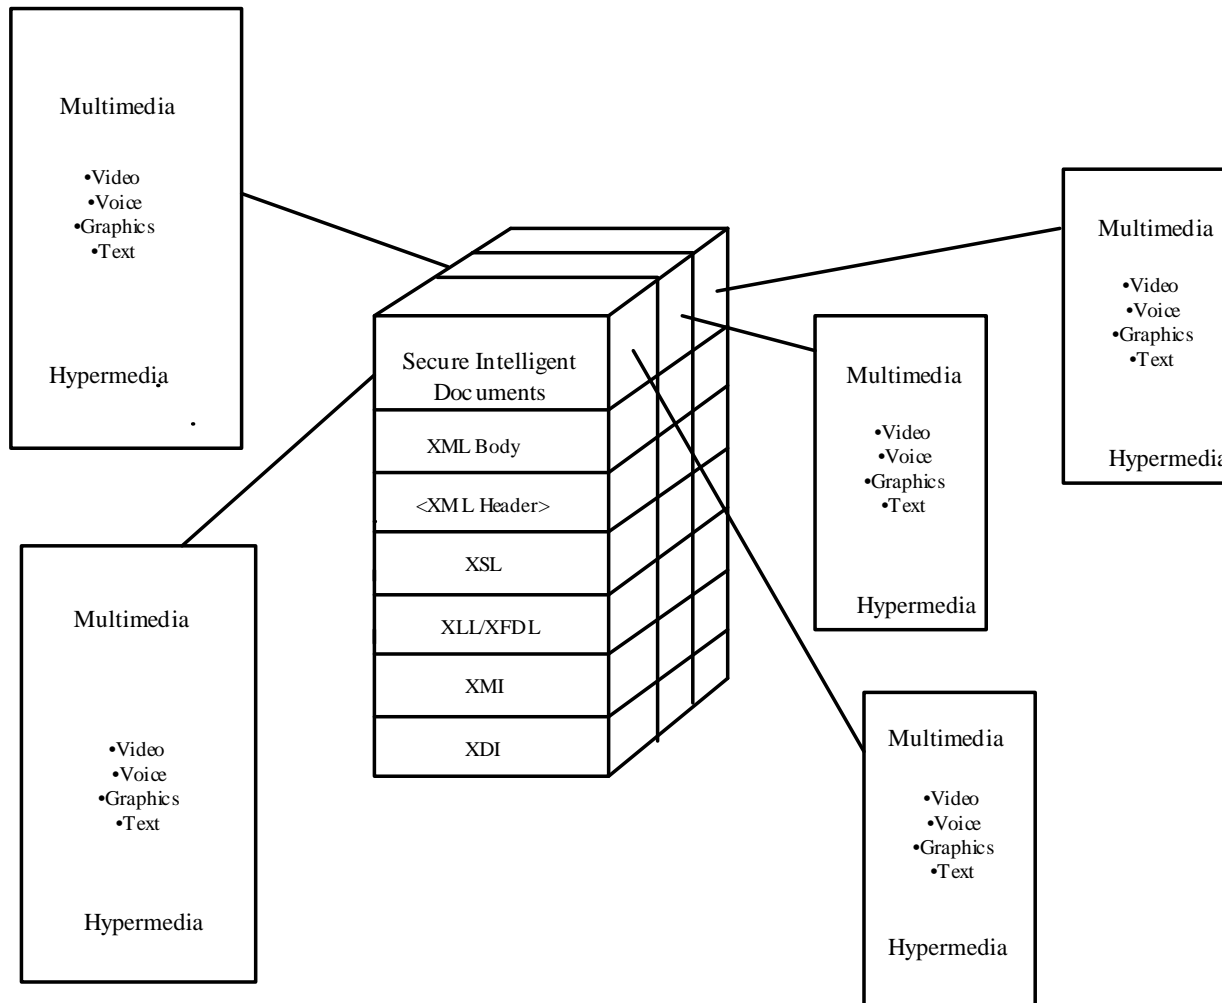 Multimedia
•Video
•Voice
•Graphics
•Text
Hypermedia
Secure Intelligent
Documents
XML Body
<XML Header>
XSL
XLL/XFDL
XMI
XDI
Multimedia
•Video
•Voice
•Graphics
•Text
Hypermedia
Multimedia
•Video
•Voice
•Graphics
•Text
Hypermedia
Multimedia
•Video
•Voice
•Graphics
•Text
Hypermedia
Multimedia
•Video
•Voice
•Graphics
•Text
Hypermedia